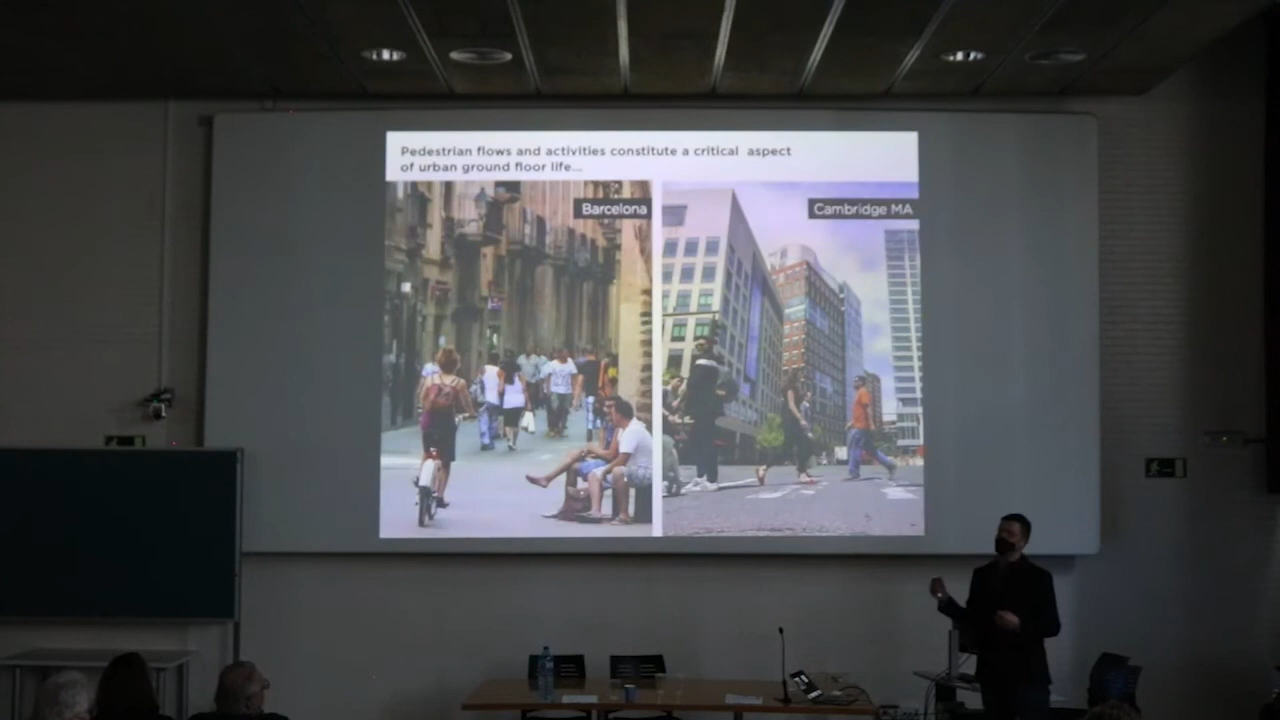 Pedestrian flows and activities constitute a critical aspect
of urban ground floor life...
Barcelona
Cambridge MA